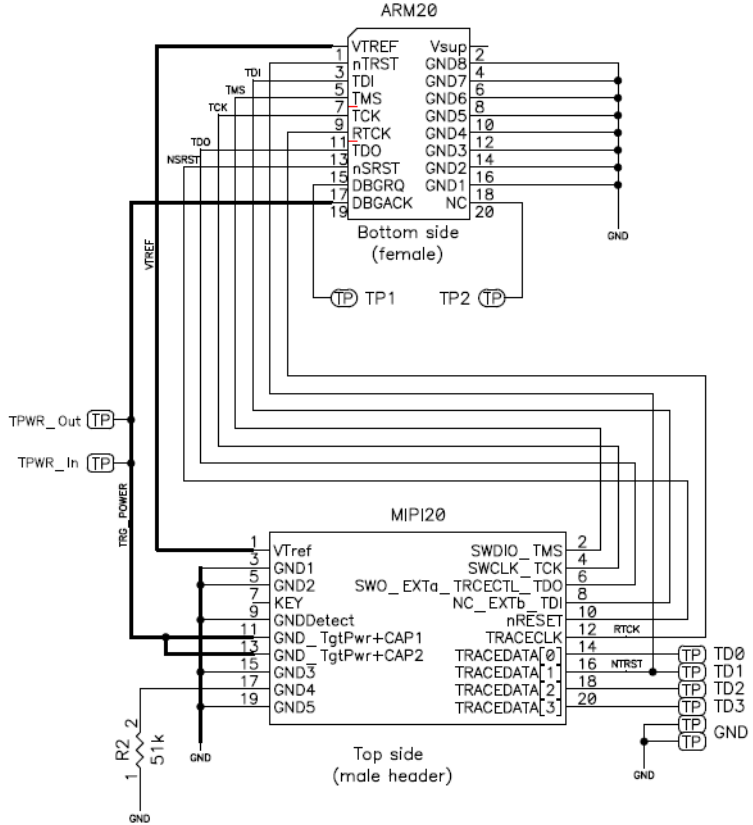 ARM20
VTREF Vsup
1 nTRST GND8 2
3 TDI GND7 4
5 TMS GND6 6
7 TCK GND5 8
9 RTCK GND4 10
11 TDO GND3 12
13 nSRST GND2 14
15 DBGRQ GND1 16
17 DBGACK NC 18
19 20
TDI
TMS
TCK
TDO
NSRST
VTREF
GND
Bottom side
(female)
TP TP1 TP2 TP
TPWR_Out TP
TPWR_In TP
TRG_POWER
MIPI20
1 VTref SWDIO_TMS 2
3 GND1 SWCLK_TCK 4
5 GND2 SWO_EXTa_TRCECTL_TDO 6
7 KEY NC_EXTb_TDI 8
9 GNDDetect nRESET 10
11 GND_TgtPwr+CAP1 TRACECLK 12 RTCK
13 GND_TgtPwr+CAP2 TRACEDATA[0] 14 TP TD0
15 GND3 TRACEDATA[1] 16 NTRST TP TD1
17 GND4 TRACEDATA[2] 18 TP TD2
19 GND5 TRACEDATA[3] 20 TP TD3
TP GND
TP
GND
GND
R2 51k
2
1
GND
Top side
(male header)